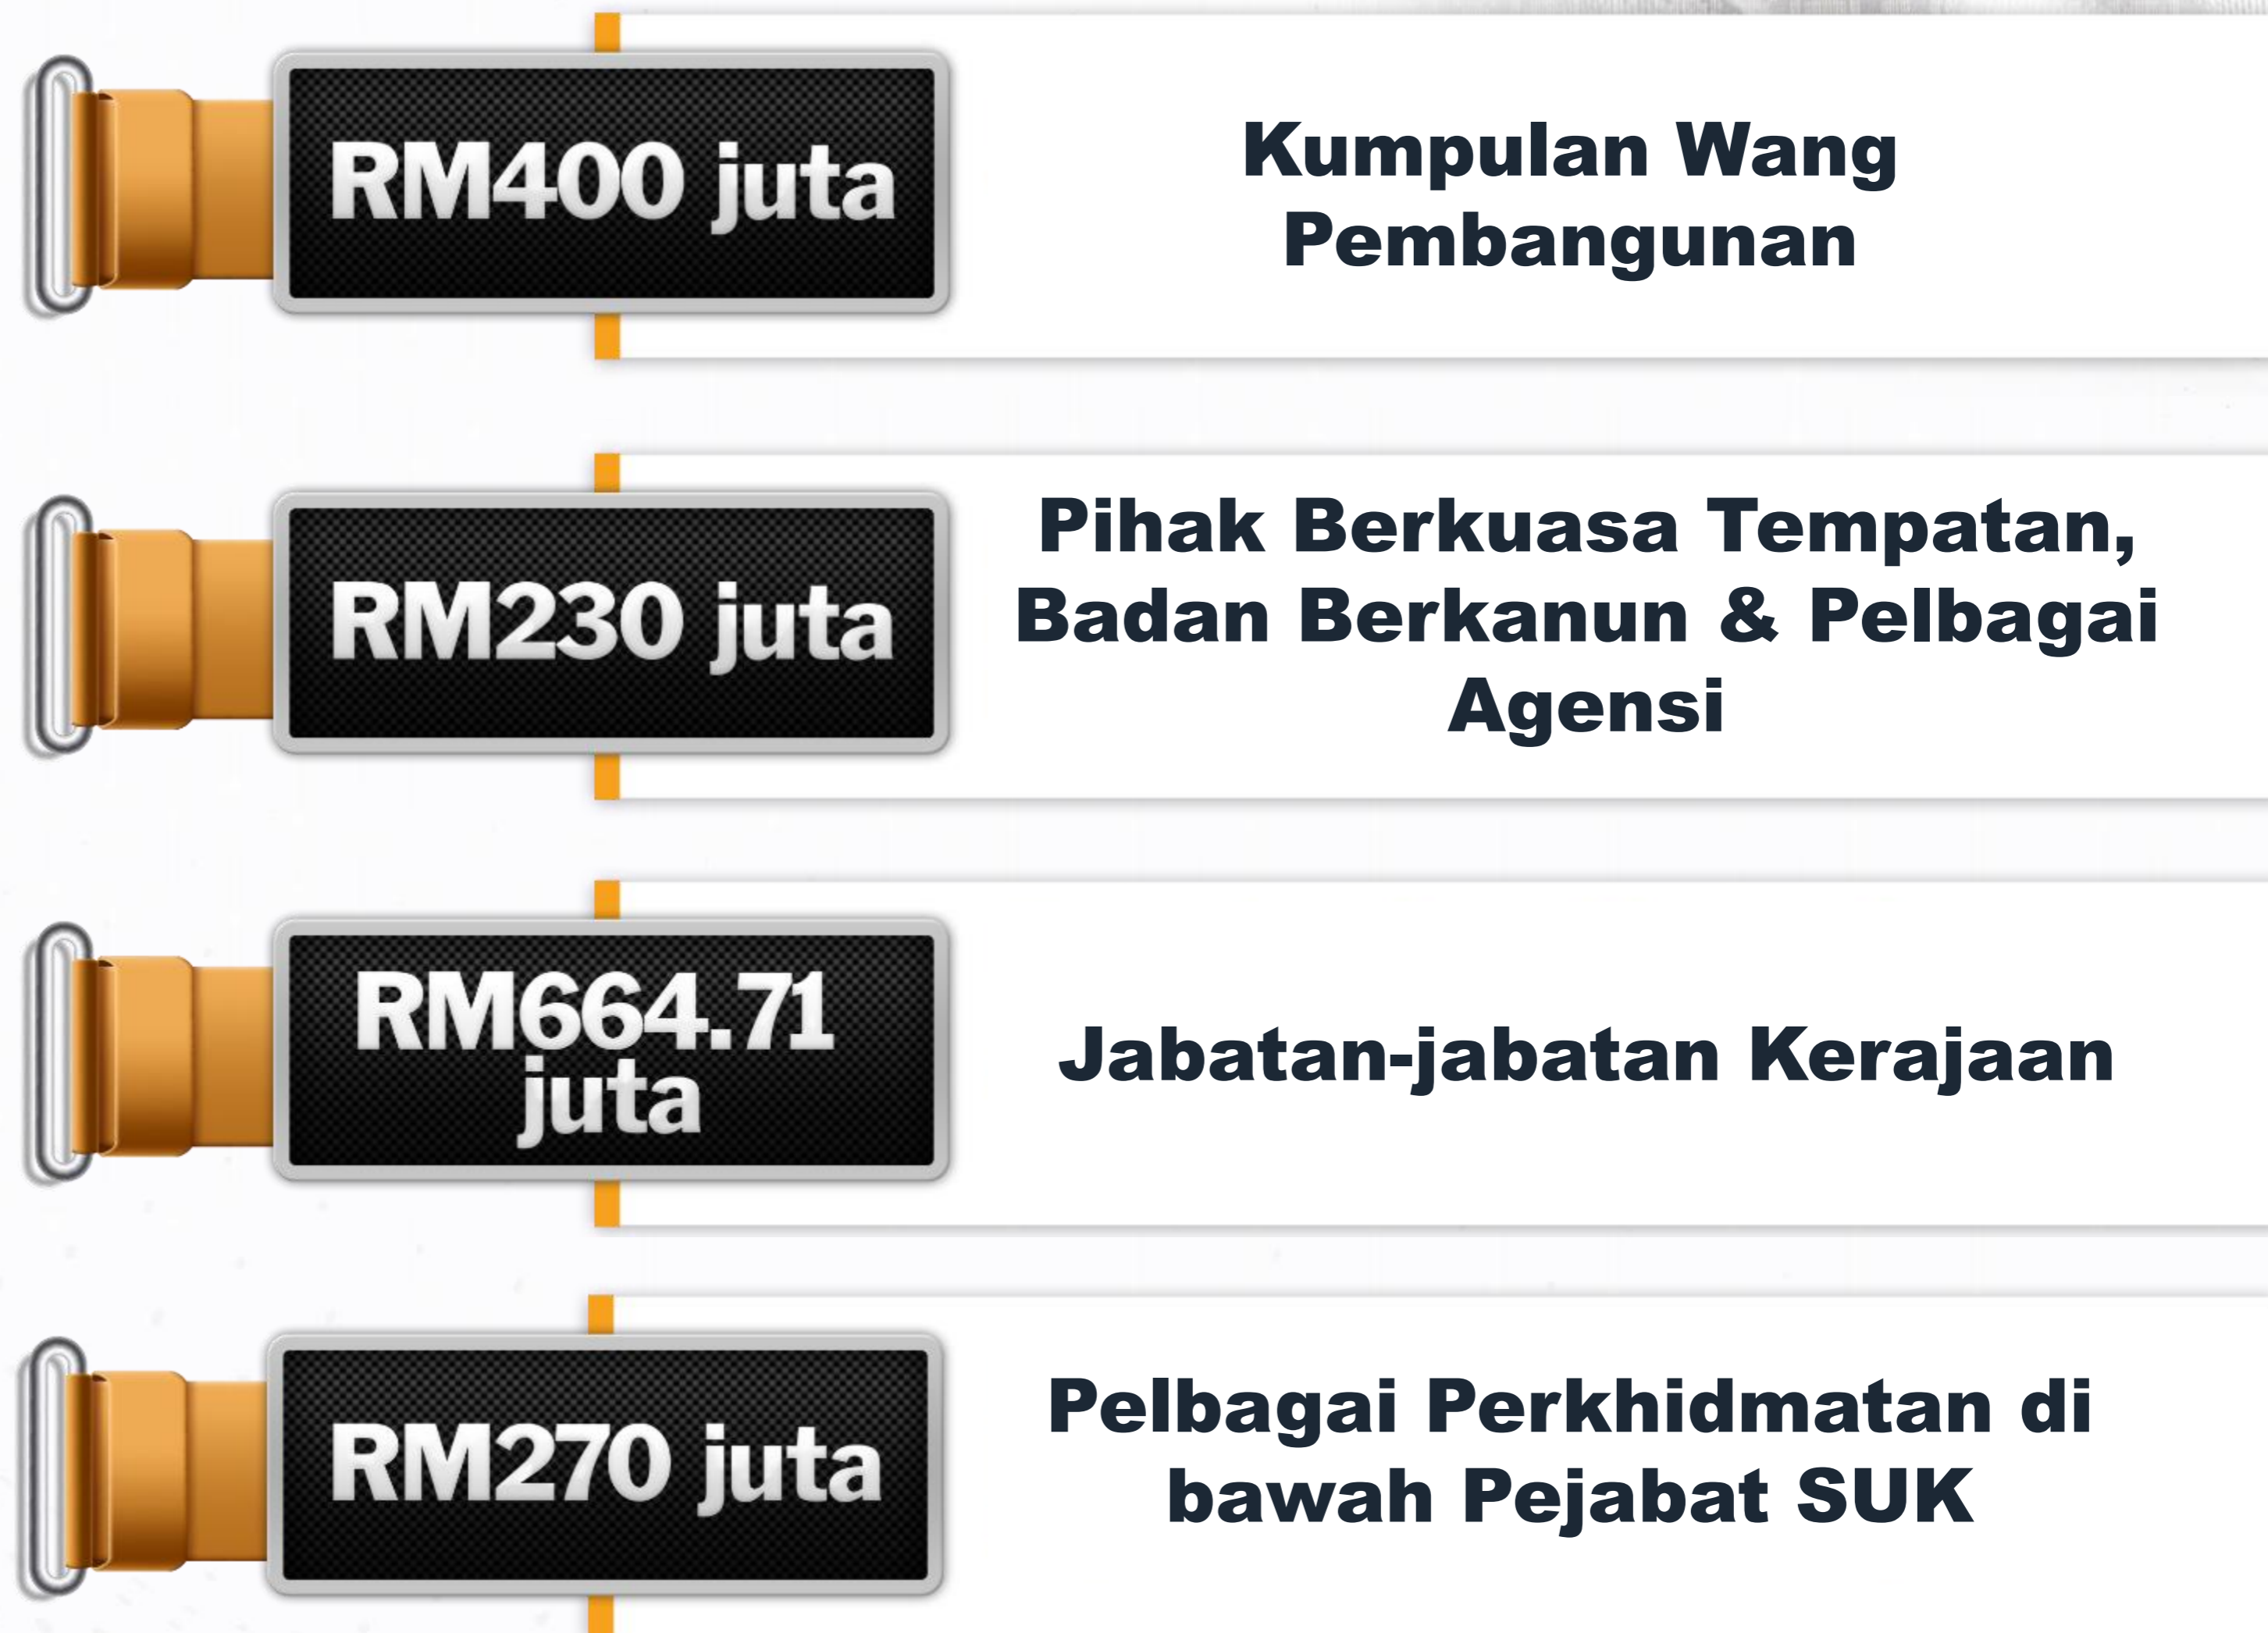 RM400 juta
Kumpulan Wang
Pembangunan
RM230 juta
Pihak Berkuasa Tempatan,
Badan Berkanun & Pelbagai
Agensi
RM664.71
juta
Jabatan-jabatan Kerajaan
RM270 juta
Pelbagai Perkhidmatan di
bawah Pejabat SUK